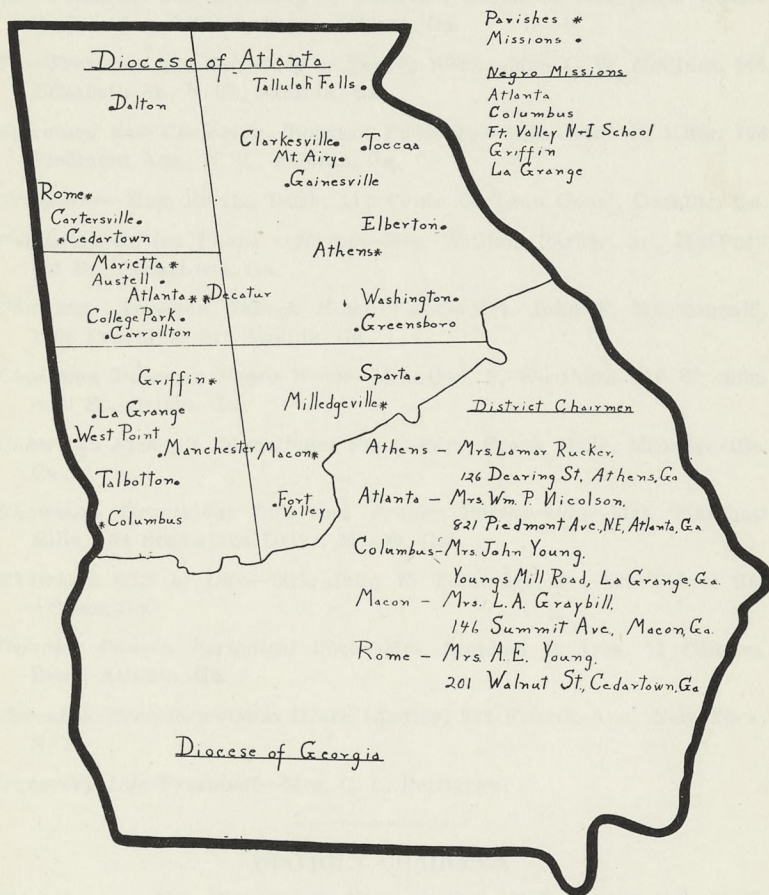 Parishes *
Missions •
Negro Missions
Atlanta
Columbus
Ft. Valley N-I School
Griffin
La Grange
Diocese of Atlanta
Tallulah Falls •
•Dalton
Clarkesville•
•Toccoa
Mt. Airy•
•Gainesville
Rome*
Cartersville•
*Cedartown
Elberton•
Athens*
Marietta *
Austell •
Atlanta * *Decatur
College Park •
•Carrollton
Washington•
•Greensboro
Griffin*
•La Grange
•West Point
•Manchester
Talbotton•
*Columbus
Sparta •
Milledgeville*
Macon*
•Fort
Valley
District Chairmen
Athens – Mrs. Lamar Rucker,
126 Dearing St., Athens, Ga
Atlanta – Mrs. Wm. P. Nicolson,
821 Piedmont Ave., NE, Atlanta, Ga
Columbus – Mrs. John Young.
Youngs Mill Road, La Grange, Ga.
Macon – Mrs. L.A. Graybill,
146 Summit Ave., Macon, Ga.
Rome – Mrs. A.E. Young.
201 Walnut St., Cedartown, Ga
Diocese of Georgia